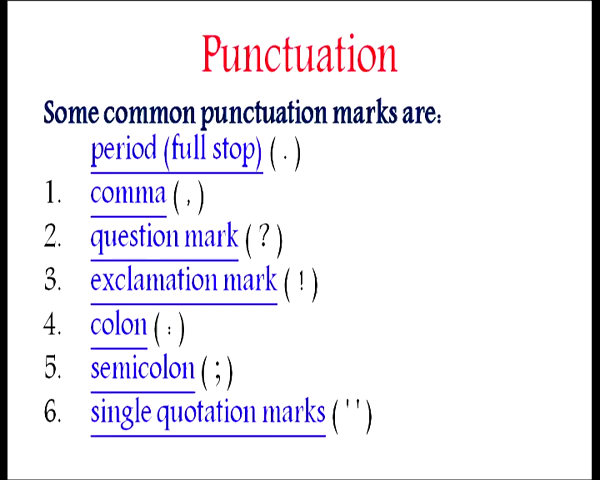 Punctuation
Some common punctuation marks are:
period (full stop) ( . )
1. comma ( , )
2. question mark ( ? )
3. exclamation mark ( ! )
4. colon ( : )
5. semicolon ( ; )
6. single quotation marks ( ' ' )